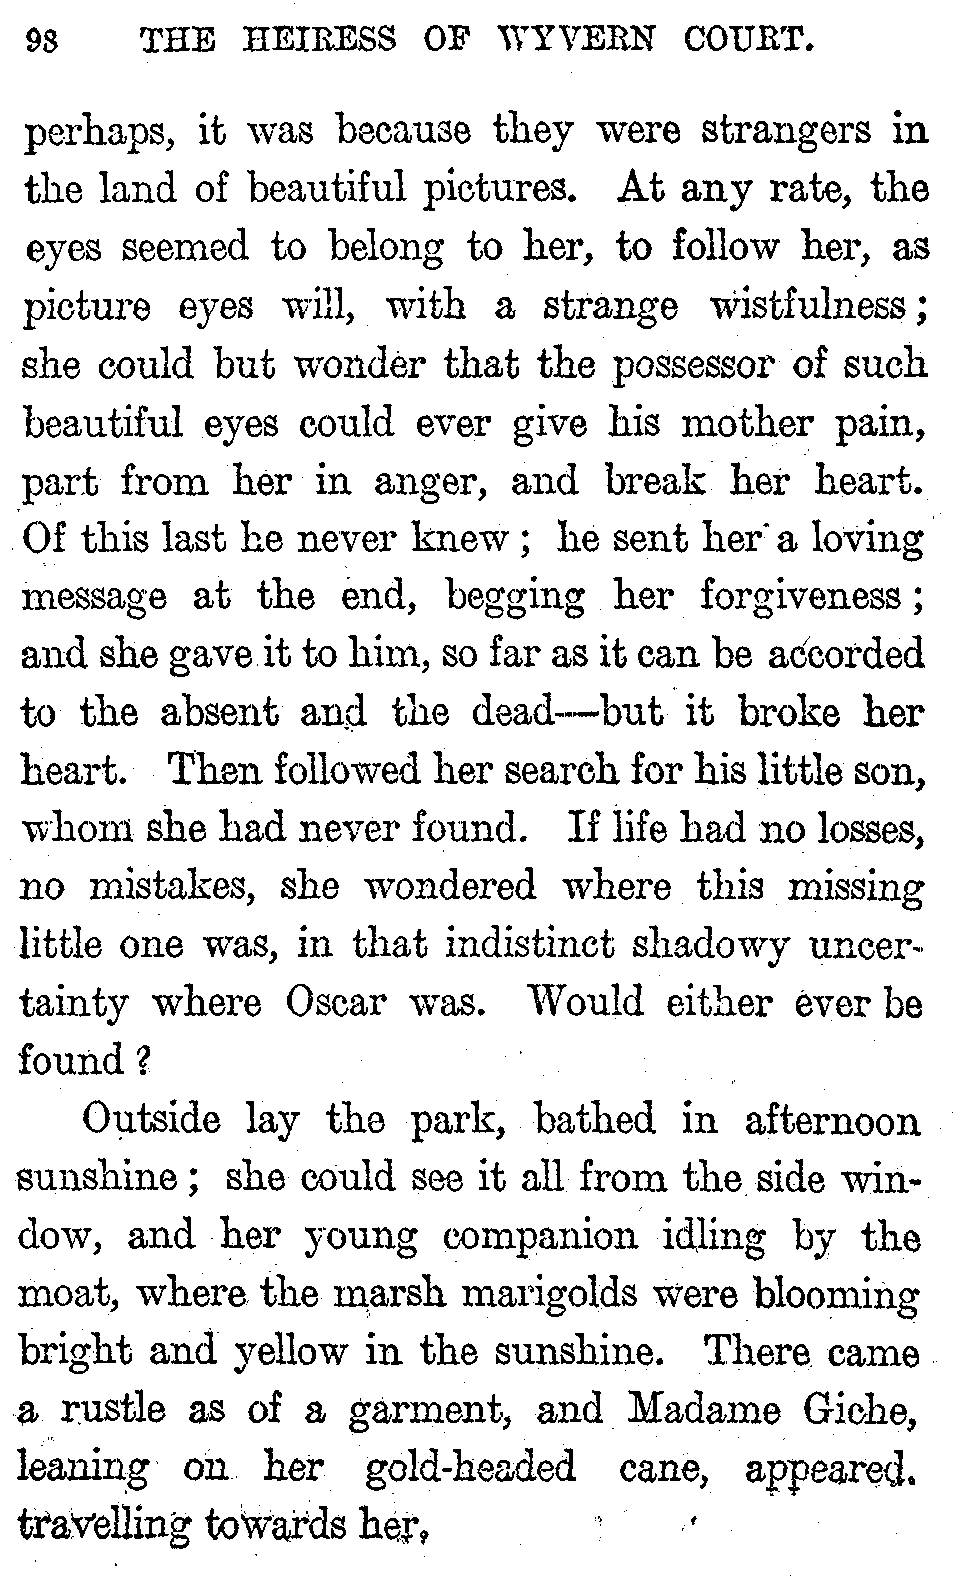 98 THE HEIRESS OF WYVERN COURT.
perhaps, it was because they were strangers in
the land of beautiful pictures. At any rate, the
eyes seemed to belong to her, to follow her, as
picture eyes will, with a strange wistfulness;
she could but wonder that the possessor of such
beautiful eyes could ever give his mother pain,
part from her in anger, and break her heart.
Of this last he never knew; he sent her a loving
message at the end, begging her forgiveness;
and she gave it to him, so far as it can be accorded
to the absent and the dead—but it broke her
heart. Then followed her search for his little son,
whom she had never found. If life had no losses,
no mistakes, she wondered where this missing
little one was, in that indistinct shadowy uncer-
tainty where Oscar was. Would either ever be
found?
Outside lay the park, bathed in afternoon
sunshine; she could see it all from the side win-
dow, and her young companion idling by the
moat, where the marsh marigolds were blooming
bright and yellow in the sunshine. There came
a rustle as of a garment, and Madame Giche,
leaning on her gold-headed cane, appeared.
travelling towards her,